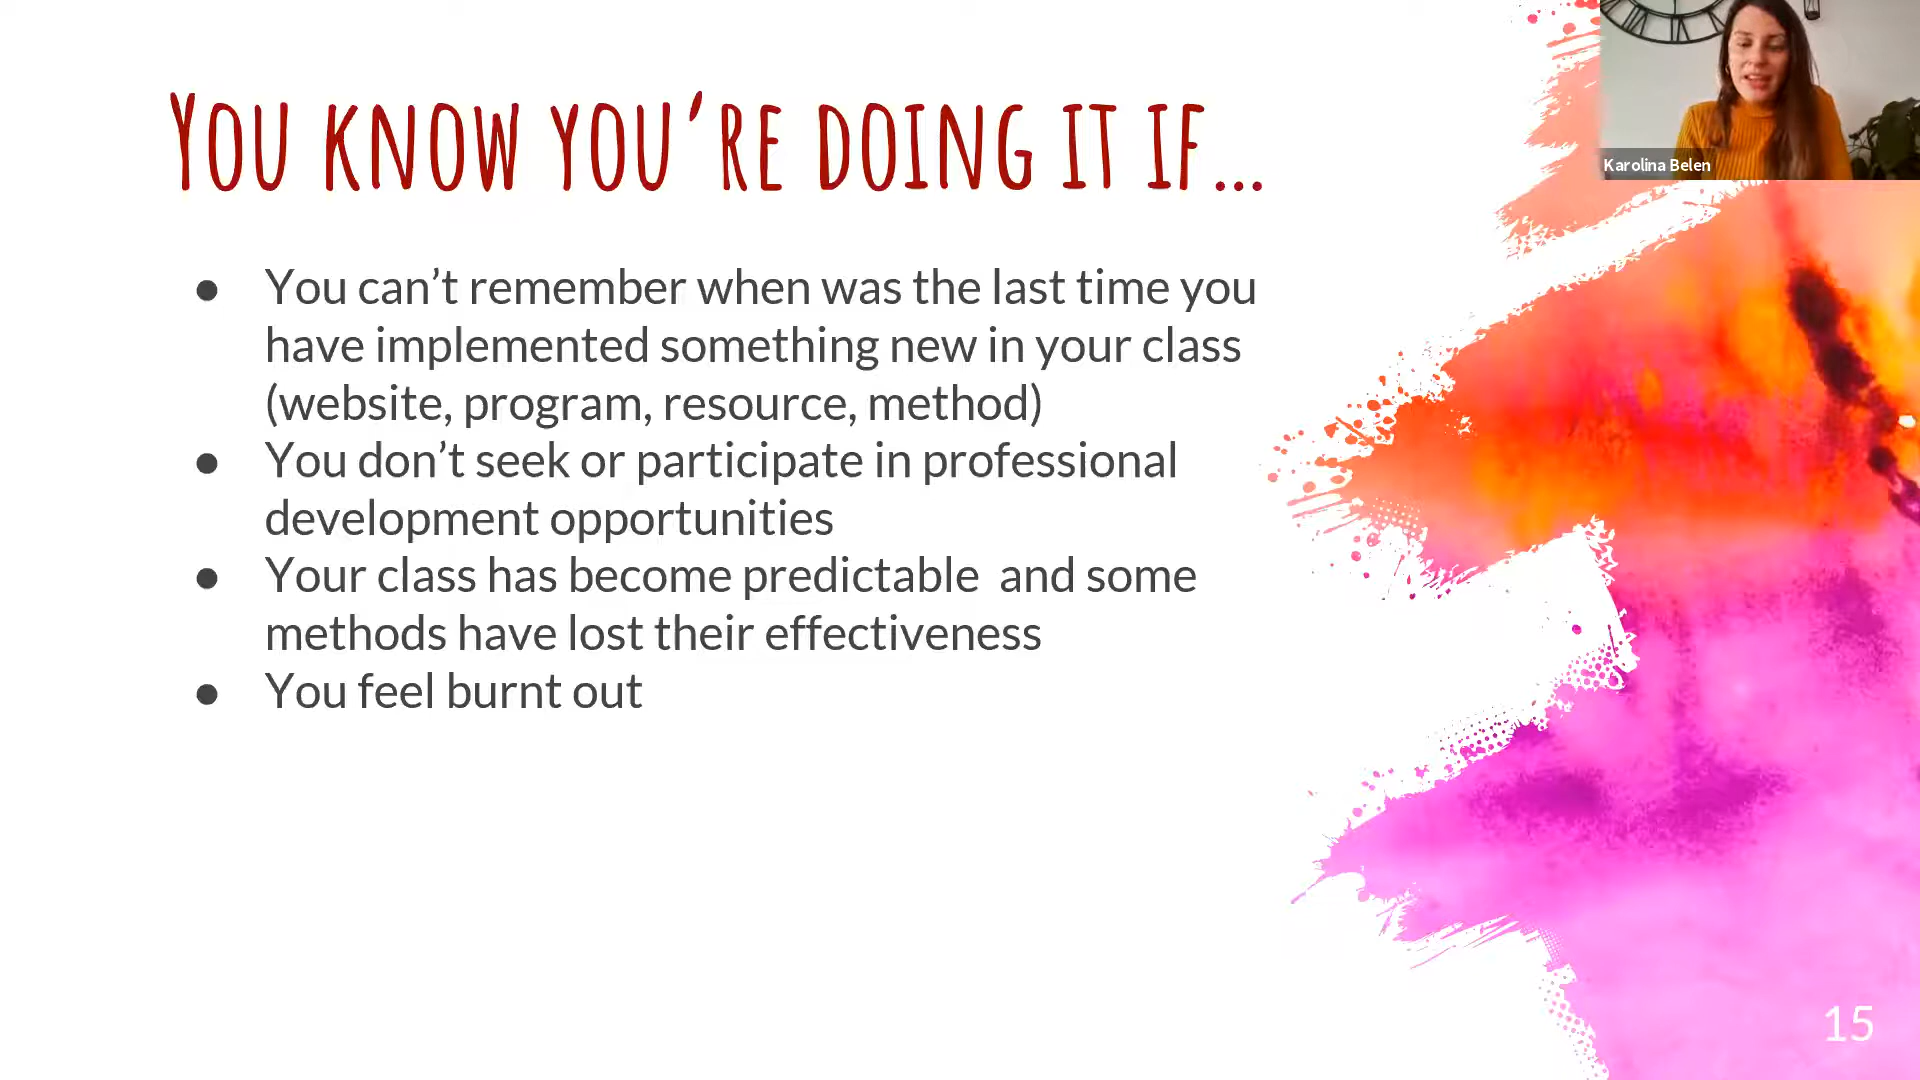 You know you’re doing it if...
Karolina Belen
● You can’t remember when was the last time you
have implemented something new in your class
(website, program, resource, method)
● You don’t seek or participate in professional
development opportunities
● Your class has become predictable  and some
methods have lost their effectiveness
● You feel burnt out
15